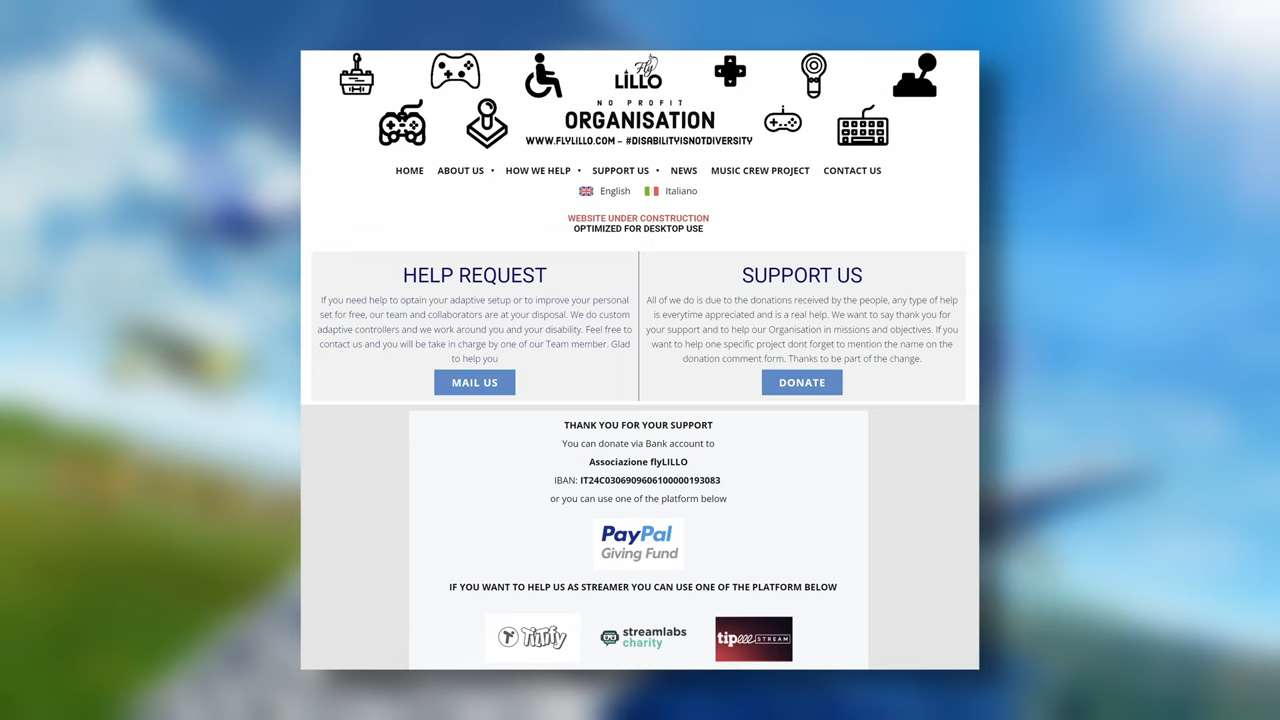 Fly
LILLO
NO PROFIT
ORGANISATION
WWW.FLYLILLO.COM – #DISABILITYISNOTDIVERSITY
HOME ABOUT US HOW WE HELP SUPPORT US NEWS MUSIC CREW PROJECT CONTACT US
English Italiano
WEBSITE UNDER CONSTRUCTION
OPTIMIZED FOR DESKTOP USE
HELP REQUEST
If you need help to optain your adaptive setup or to improve your personal
set for free, our team and collaborators are at your disposal. We do custom
adaptive controllers and we work around you and your disability. Feel free to
contact us and you will be take in charge by one of our Team member. Glad
to help you
MAIL US
SUPPORT US
All of we do is due to the donations received by the people, any type of help
is everytime appreciated and is a real help. We want to say thank you for
your support and to help our Organisation in missions and objectives. If you
want to help one specific project dont forget to mention the name on the
donation comment form. Thanks to be part of the change.
DONATE
THANK YOU FOR YOUR SUPPORT
You can donate via Bank account to
Associazione flyLILLO
IBAN: IT24C0306909606100000193083
or you can use one of the platform below
PayPal
Giving Fund
IF YOU WANT TO HELP US AS STREAMER YOU CAN USE ONE OF THE PLATFORM BELOW
Tiltify
streamlabs
charity
tipeee STREAM